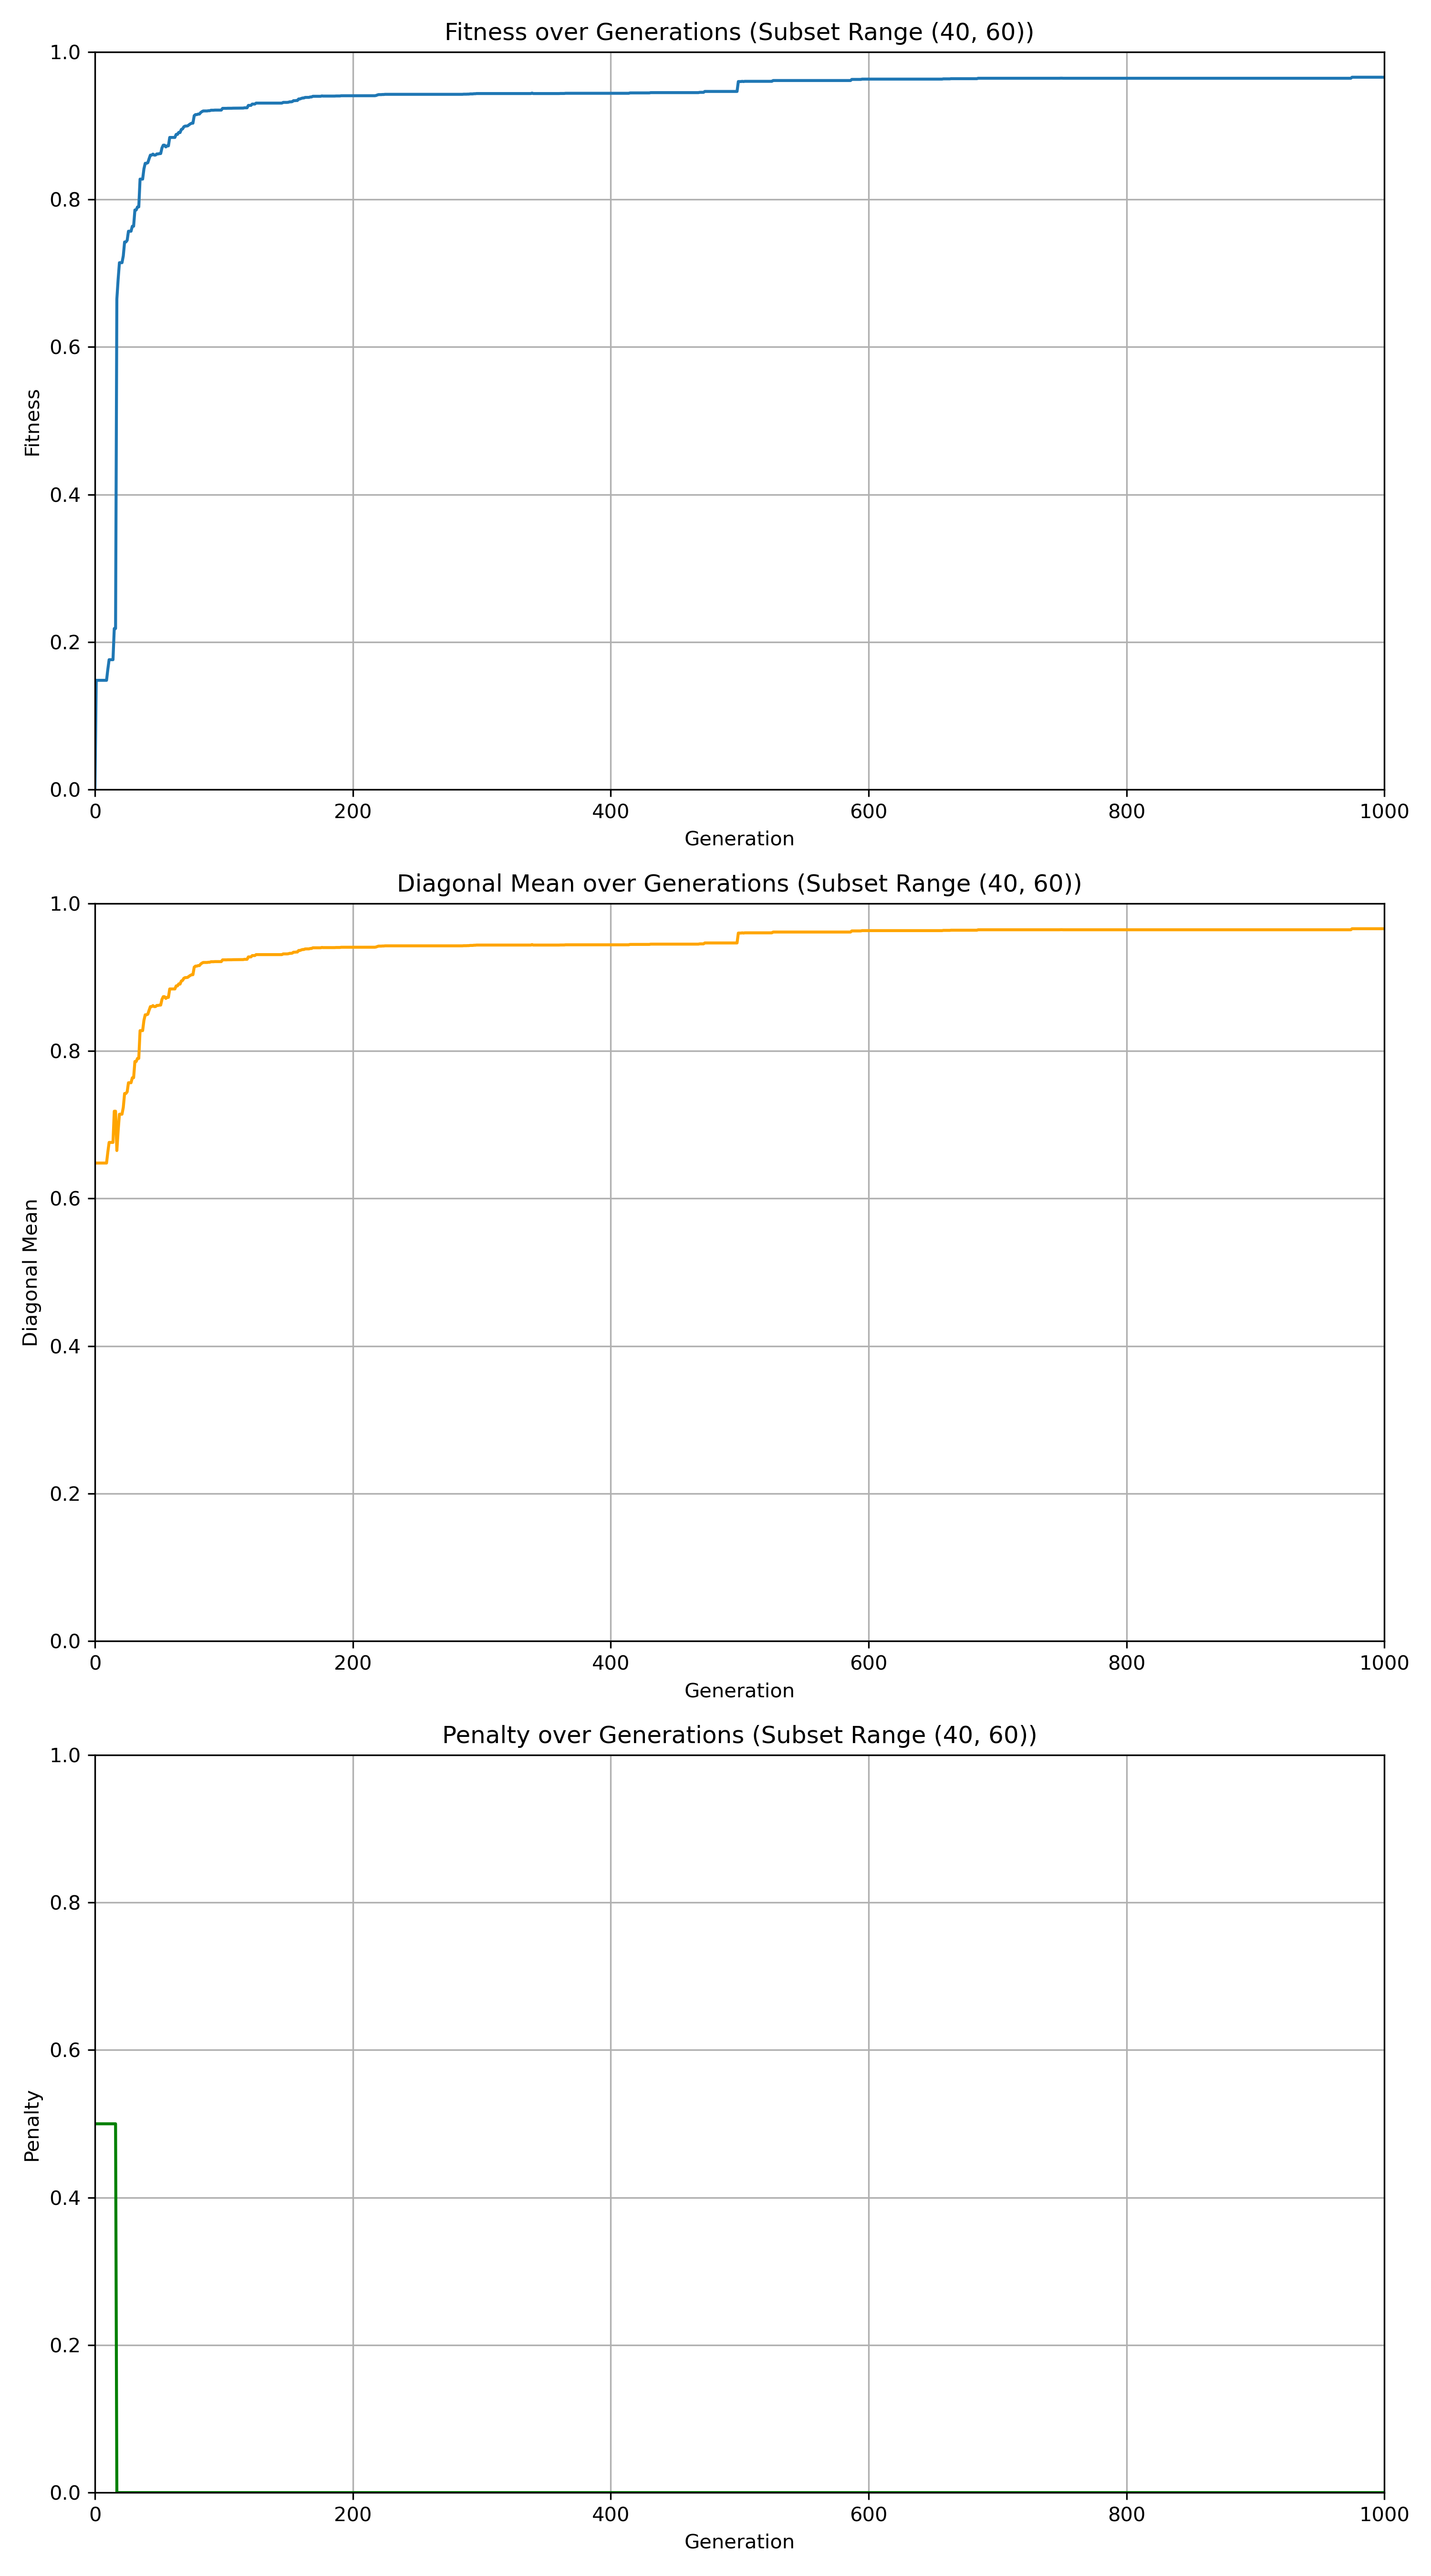 Fitness over Generations (Subset Range (40, 60))
1.0
0.8
0.6
0.4
0.2
0.0
Fitness
0 200 400 600 800 1000
Generation
Diagonal Mean over Generations (Subset Range (40, 60))
1.0
0.8
0.6
0.4
0.2
0.0
Diagonal Mean
0 200 400 600 800 1000
Generation
Penalty over Generations (Subset Range (40, 60))
1.0
0.8
0.6
0.4
0.2
0.0
Penalty
0 200 400 600 800 1000
Generation